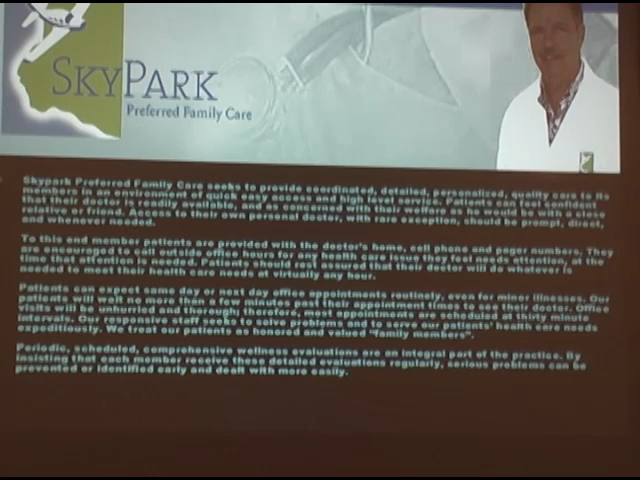 SKYPARK
Preferred Family Care
Skypark Preferred Family Care seeks to provide coordinated, detailed, personalized, quality care to its
members in an environment of quick easy access and high level service. Patients can feel confident
that their doctor is readily available, and as concerned with their welfare as he would be with a close
relative or friend. Access to their own personal doctor, with rare exception, should be prompt, direct,
and whenever needed.
To this end member patients are provided with the doctor's home, cell phone and pager numbers. They
are encouraged to call outside office hours for any health care issue they feel needs attention, at the
time that attention is needed. Patients should rest assured that their doctor will do whatever is
needed to meet their health care needs at virtually any hour.
Patients can expect same day or next day office appointments routinely, even for minor illnesses. Our
patients will wait no more than a few minutes past their appointment times to see their doctor. Office
visits will be unhurried and thorough; therefore, most appointments are scheduled at thirty minute
intervals. Our responsive staff seeks to solve problems and to serve our patients' health care needs
expeditiously. We treat our patients as honored and valued "family members".
Periodic, scheduled, comprehensive wellness evaluations are an integral part of the practice. By
insisting that each member receive these detailed evaluations regularly, serious problems can be
prevented or identified early and dealt with more easily.